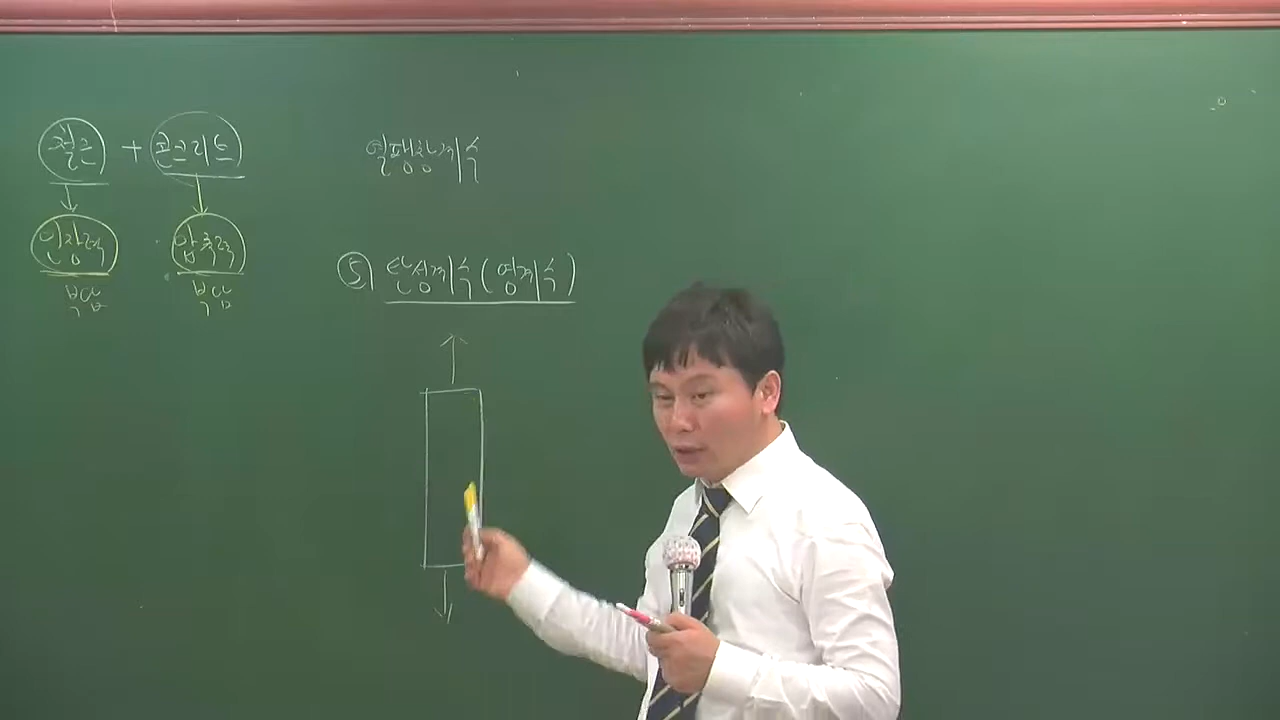 철근 + 콘크리트
인장력 압축력
부담 부담
열팽창계수
⑤ 탄성계수(영계수)